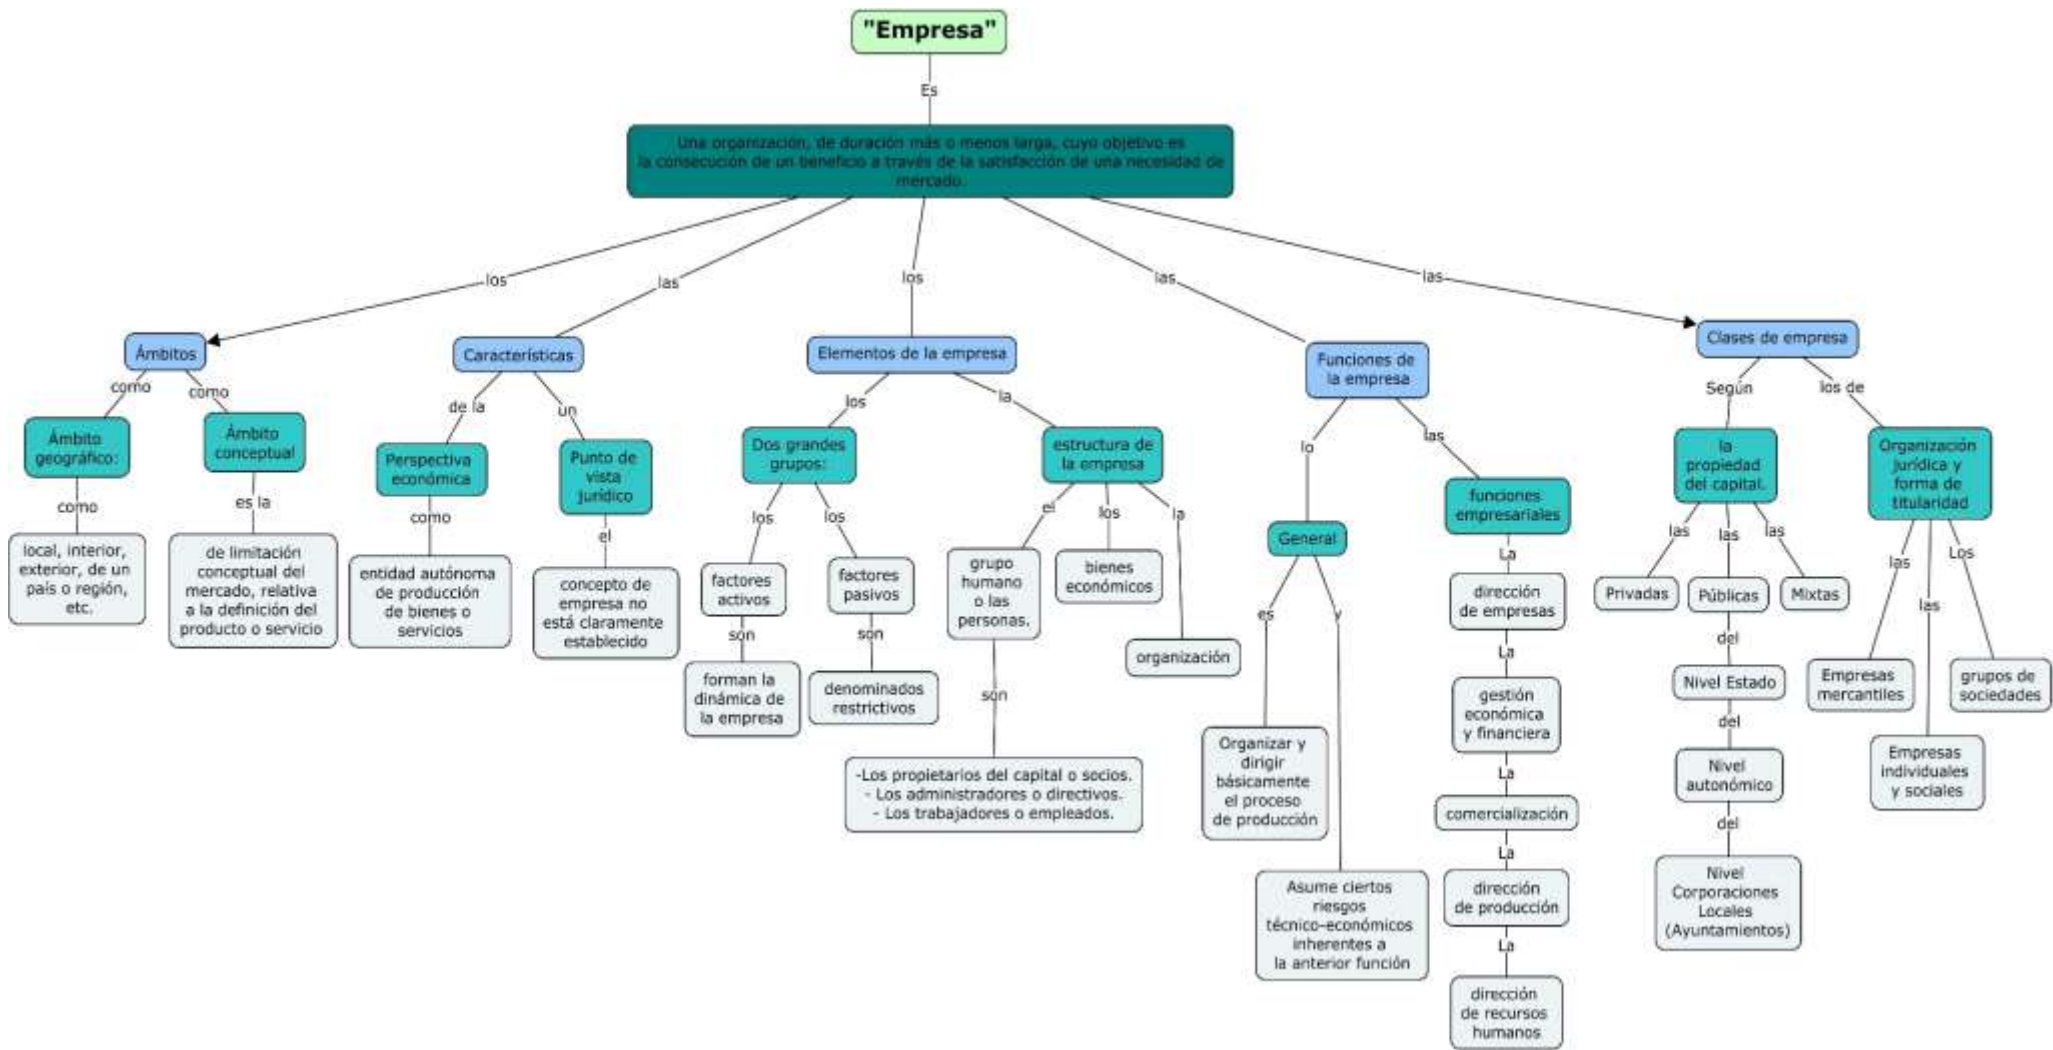 "Empresa"
Es
Una organización, de duración más o menos larga, cuyo objetivo es
la consecución de un beneficio a través de la satisfacción de una necesidad de
mercado.
los
las
los
las
las
Ámbitos
como
como
Ámbito
geográfico:
como
local, interior,
exterior, de un
país o región,
etc.
Ámbito
conceptual
es la
de limitación
conceptual del
mercado, relativa
a la definición del
producto o servicio
Características
de la
un
Perspectiva
económica
como
entidad autónoma
de producción
de bienes o
servicios
Punto de
vista
jurídico
el
concepto de
empresa no
está claramente
establecido
Elementos de la empresa
los
la
Dos grandes
grupos:
los
los
factores
activos
son
forman la
dinámica de
la empresa
factores
pasivos
son
denominados
restrictivos
estructura de
la empresa
el
los
la
grupo
humano
o las
personas.
son
-Los propietarios del capital o socios.
- Los administradores o directivos.
- Los trabajadores o empleados.
bienes
económicos
organización
Funciones de
la empresa
lo
las
General
es
y
Organizar y
dirigir
básicamente
el proceso
de producción
Asume ciertos
riesgos
técnico-económicos
inherentes a
la anterior función
funciones
empresariales
La
dirección
de empresas
La
gestión
económica
y financiera
La
comercialización
La
dirección
de producción
La
dirección
de recursos
humanos
Clases de empresa
Según
los de
la
propiedad
del capital.
las
las
las
Privadas
Públicas
Mixtas
del
Nivel Estado
del
Nivel
autonómico
del
Nivel
Corporaciones
Locales
(Ayuntamientos)
Organización
jurídica y
forma de
titularidad
las
las
Los
Empresas
mercantiles
Empresas
individuales
y sociales
grupos de
sociedades